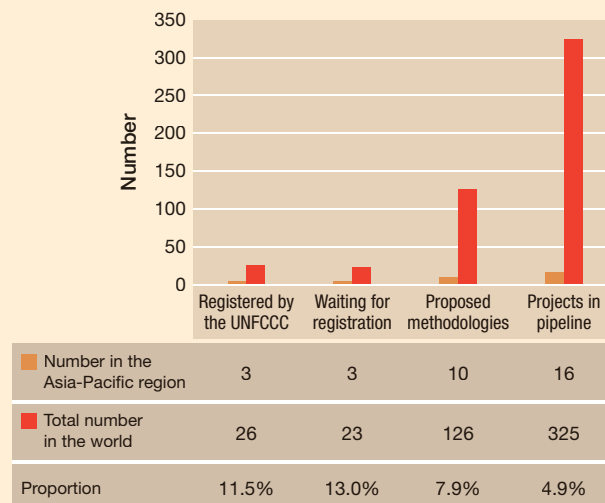 350
300
250
200
150
100
50
0
Number
Registered by
the UNFCCC
Waiting for
registration
Proposed
methodologies
Projects in
pipeline
Number in the
Asia-Pacific region
3 3 10 16
Total number
in the world
26 23 126 325
Proportion 11.5% 13.0% 7.9% 4.9%